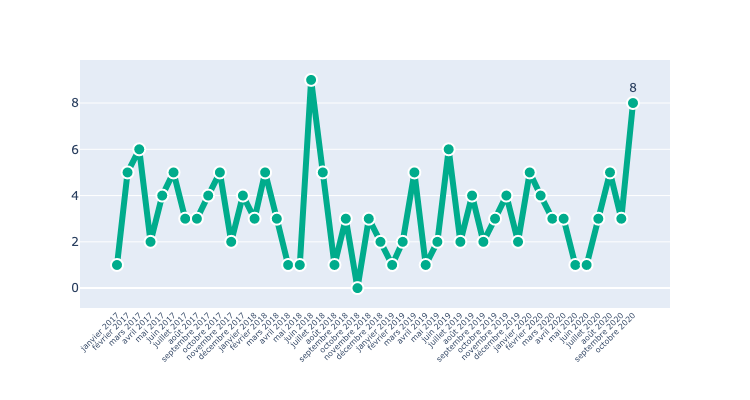 8
6
4
2
0
8
janvier 2017
février 2017
mars 2017
avril 2017
mai 2017
juin 2017
juillet 2017
août 2017
septembre 2017
octobre 2017
novembre 2017
décembre 2017
janvier 2018
février 2018
mars 2018
avril 2018
mai 2018
juin 2018
juillet 2018
août 2018
septembre 2018
octobre 2018
novembre 2018
décembre 2018
janvier 2019
février 2019
mars 2019
avril 2019
mai 2019
juin 2019
juillet 2019
août 2019
septembre 2019
octobre 2019
novembre 2019
décembre 2019
janvier 2020
février 2020
mars 2020
avril 2020
mai 2020
juin 2020
juillet 2020
août 2020
septembre 2020
octobre 2020